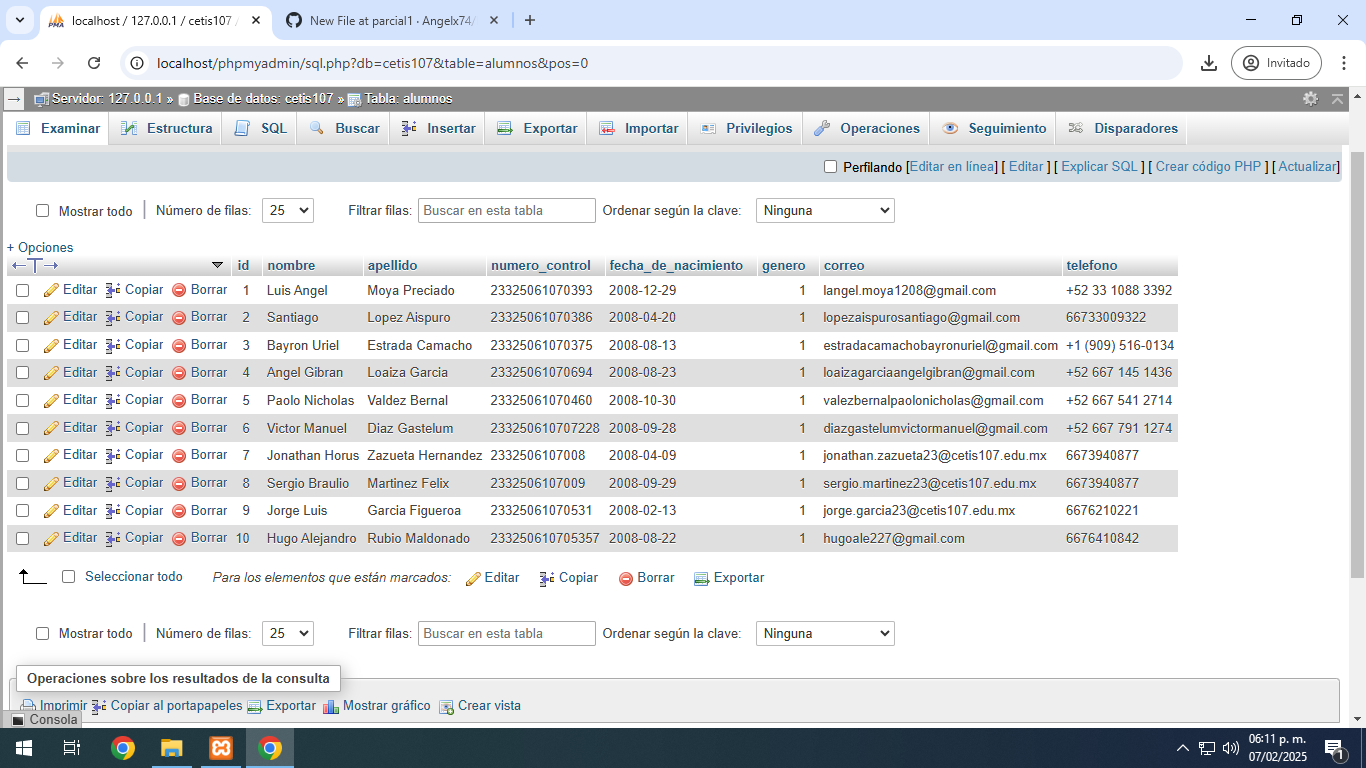 localhost / 127.0.0.1 / cetis107 /
New File at parcial1 · Angelx74/
localhost/phpmyadmin/sql.php?db=cetis107&table=alumnos&pos=0
Invitado
Servidor: 127.0.0.1 » Base de datos: cetis107 » Tabla: alumnos
Examinar Estructura SQL Buscar Insertar Exportar Importar Privilegios Operaciones Seguimiento Disparadores
Perfilando [Editar en línea] [ Editar ] [ Explicar SQL ] [ Crear código PHP ] [ Actualizar]
Mostrar todo Número de filas: 25 Filtrar filas: Buscar en esta tabla Ordenar según la clave: Ninguna
+ Opciones
id nombre apellido numero_control fecha_de_nacimiento genero correo telefono
Editar Copiar Borrar 1 Luis Angel Moya Preciado 23325061070393 2008-12-29 1 langel.moya1208@gmail.com +52 33 1088 3392
Editar Copiar Borrar 2 Santiago Lopez Aispuro 23325061070386 2008-04-20 1 lopezaispurosantiago@gmail.com 66733009322
Editar Copiar Borrar 3 Bayron Uriel Estrada Camacho 23325061070375 2008-08-13 1 estradacamachobayronuriel@gmail.com +1 (909) 516-0134
Editar Copiar Borrar 4 Angel Gibran Loaiza Garcia 23325061070694 2008-08-23 1 loaizagarciaangelgibran@gmail.com +52 667 145 1436
Editar Copiar Borrar 5 Paolo Nicholas Valdez Bernal 23325061070460 2008-10-30 1 valezbernalpaolonicholas@gmail.com +52 667 541 2714
Editar Copiar Borrar 6 Victor Manuel Diaz Gastelum 233250610707228 2008-09-28 1 diazgastelumvictormanuel@gmail.com +52 667 791 1274
Editar Copiar Borrar 7 Jonathan Horus Zazueta Hernandez 2332506107008 2008-04-09 1 jonathan.zazueta23@cetis107.edu.mx 6673940877
Editar Copiar Borrar 8 Sergio Braulio Martinez Felix 2332506107009 2008-09-29 1 sergio.martinez23@cetis107.edu.mx 6673940877
Editar Copiar Borrar 9 Jorge Luis Garcia Figueroa 23325061070531 2008-02-13 1 jorge.garcia23@cetis107.edu.mx 6676210221
Editar Copiar Borrar 10 Hugo Alejandro Rubio Maldonado 233250610705357 2008-08-22 1 hugoale227@gmail.com 6676410842
Seleccionar todo Para los elementos que están marcados: Editar Copiar Borrar Exportar
Mostrar todo Número de filas: 25 Filtrar filas: Buscar en esta tabla Ordenar según la clave: Ninguna
Operaciones sobre los resultados de la consulta
Imprimir Copiar al portapapeles Exportar Mostrar gráfico Crear vista
Consola
06:11 p. m.
07/02/2025
1